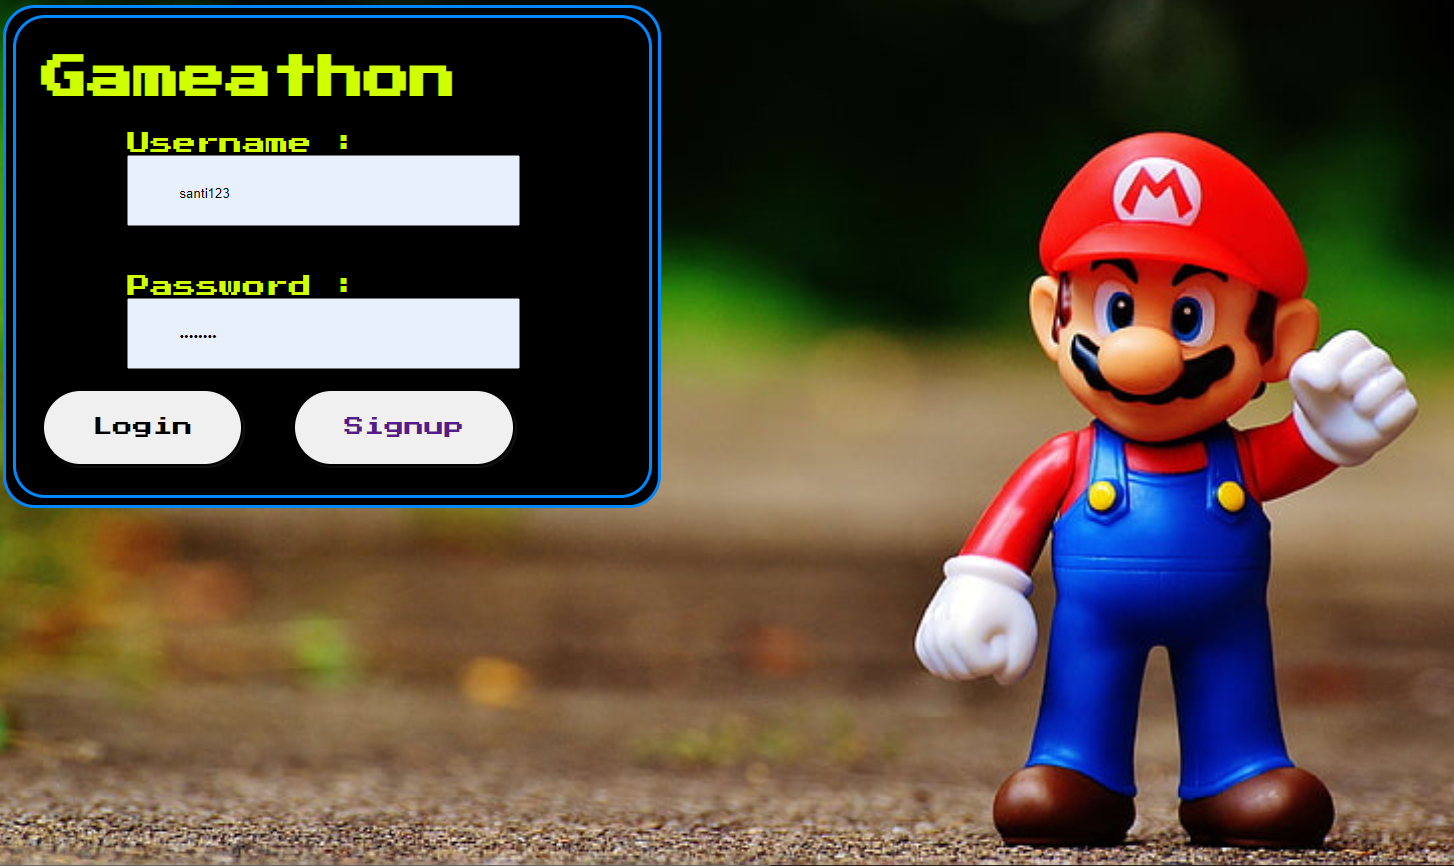 Gameathon
Username :
santi123
Password :
••••••••
Login
Signup
M